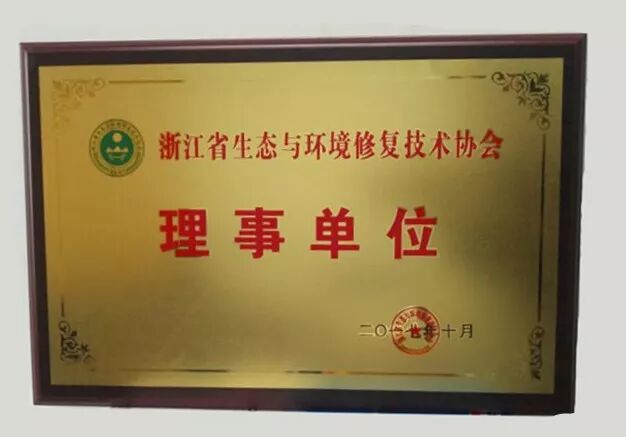 浙江省生态与环境修复技术协会
理事单位
二〇一七年十月